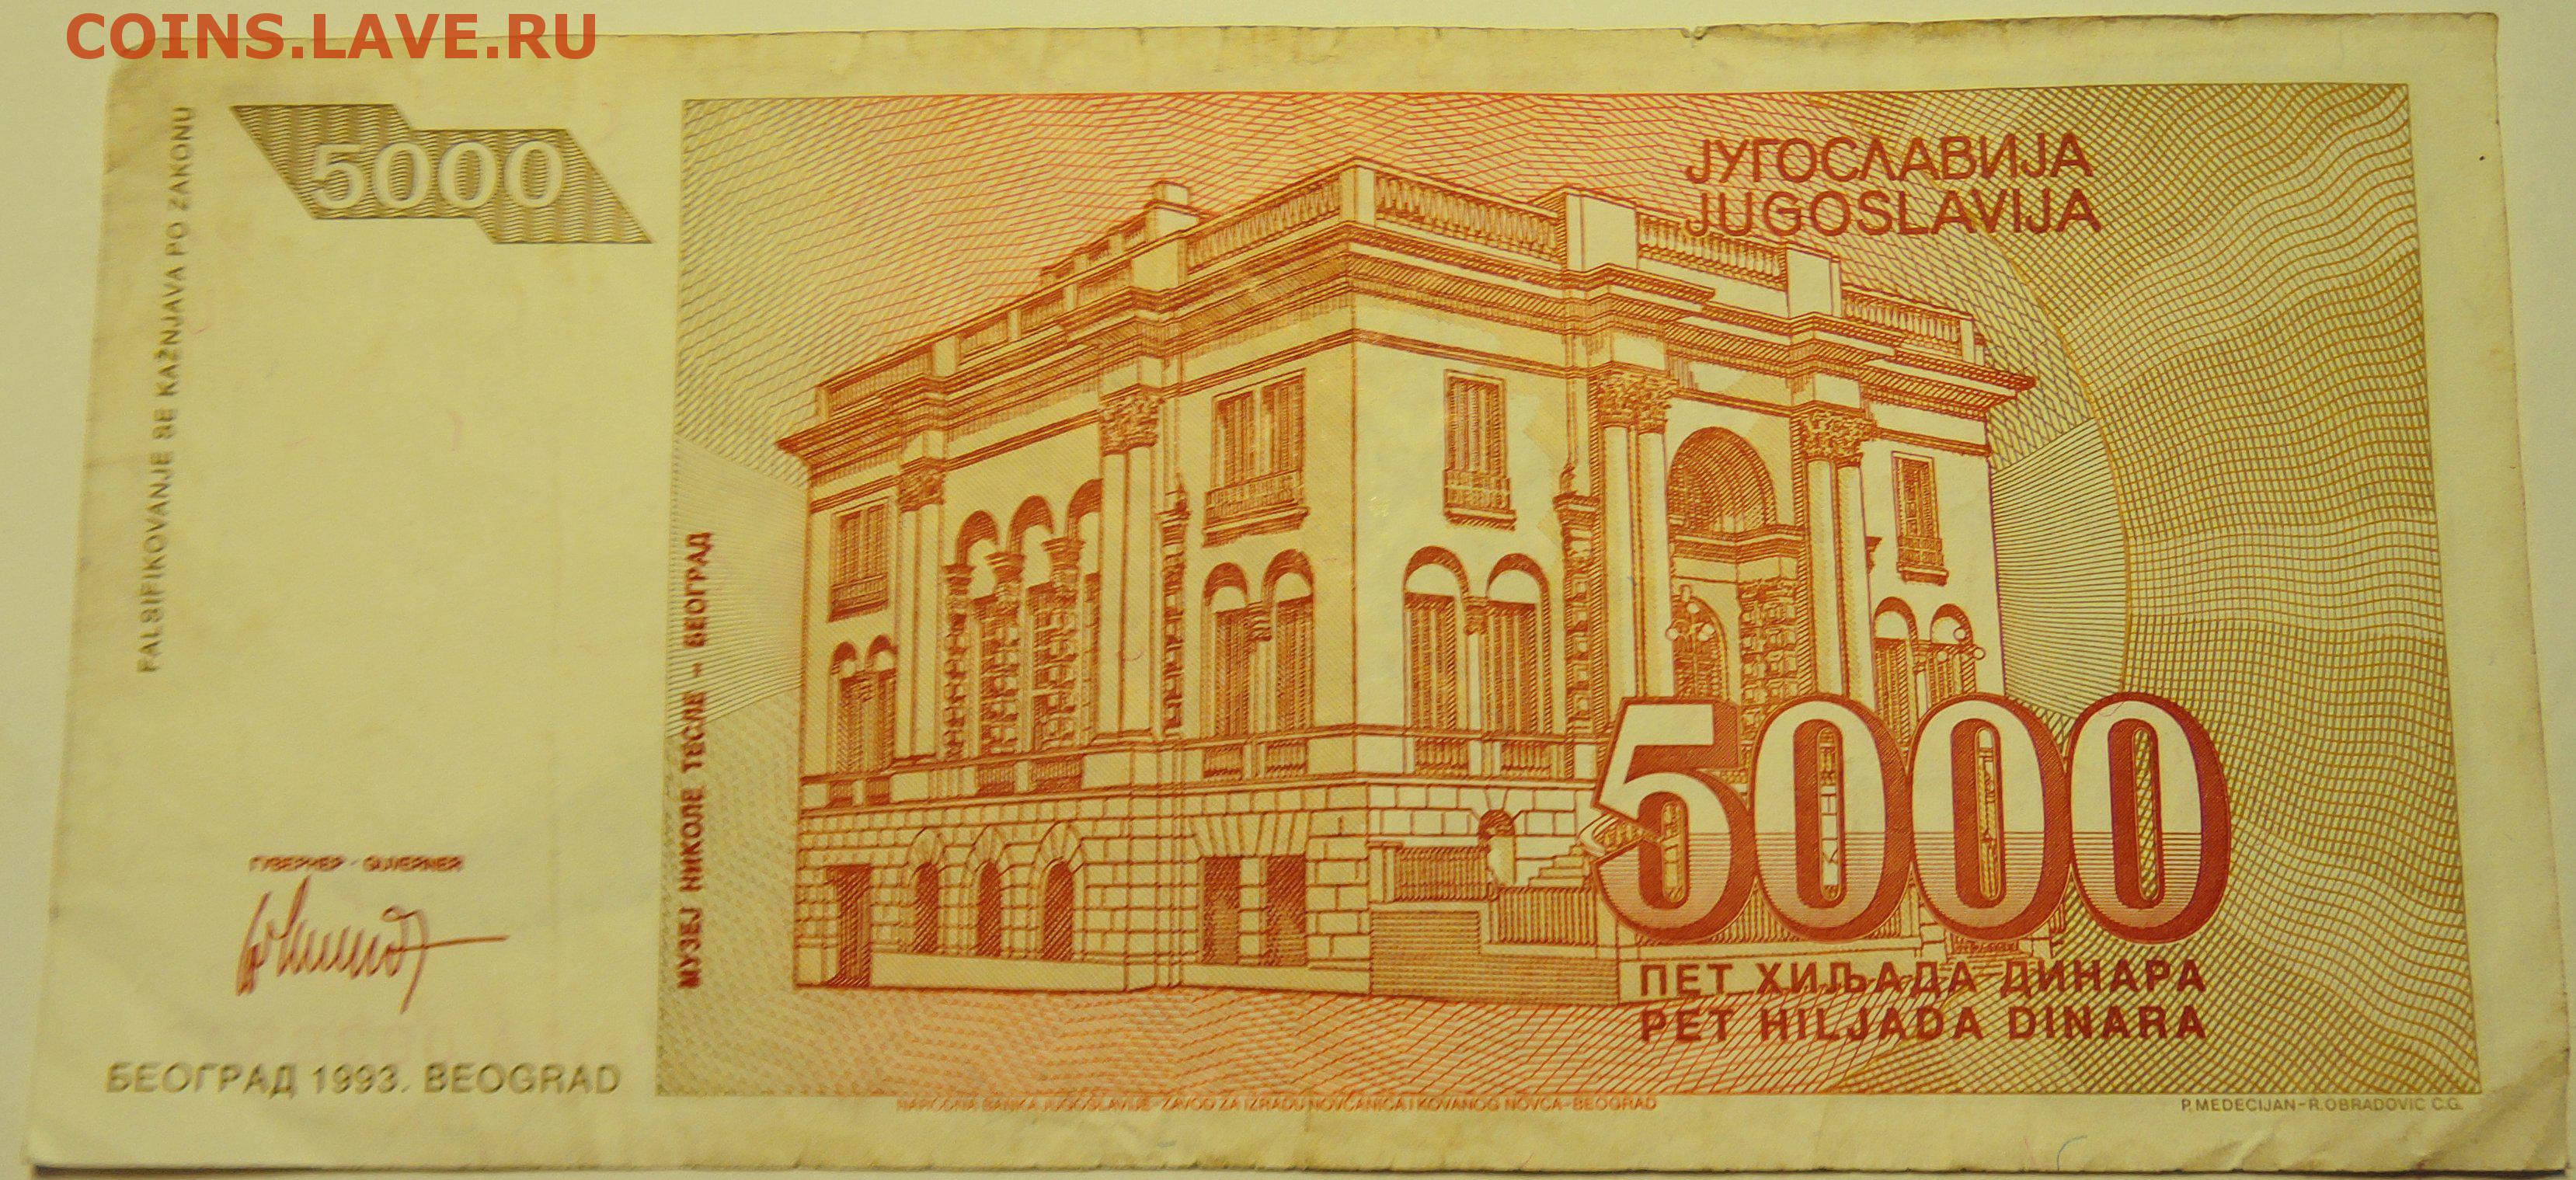 COINS.LAVE.RU
5000
FALSIFIKOVANJE SE KAŽNJAVA PO ZAKONU
ЈУГОСЛАВИЈА
JUGOSLAVIJA
МУЗЕЈ НИКОЛЕ ТЕСЛЕ - БЕОГРАД
ГУВЕРНЕР - GUVERNER
5000
ПЕТ ХИЉАДА ДИНАРА
PET HILJADA DINARA
БЕОГРАД 1993. BEOGRAD
NARODNA BANKA JUGOSLAVIJE-ZAVOD ZA IZRADU NOVČANICA I KOVANOG NOVCA-BEOGRAD
P.MEDECIJAN-R.OBRADOVIĆ C.G.